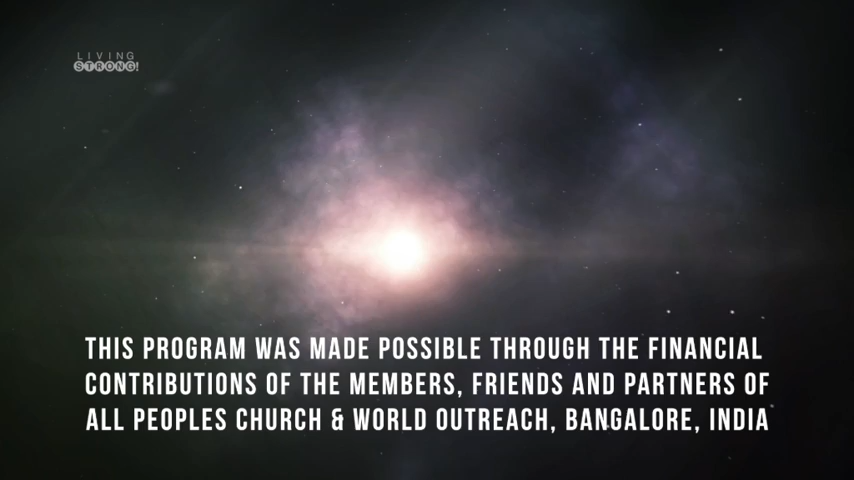 LIVING
STRONG!
THIS PROGRAM WAS MADE POSSIBLE THROUGH THE FINANCIAL
CONTRIBUTIONS OF THE MEMBERS, FRIENDS AND PARTNERS OF
ALL PEOPLES CHURCH & WORLD OUTREACH, BANGALORE, INDIA